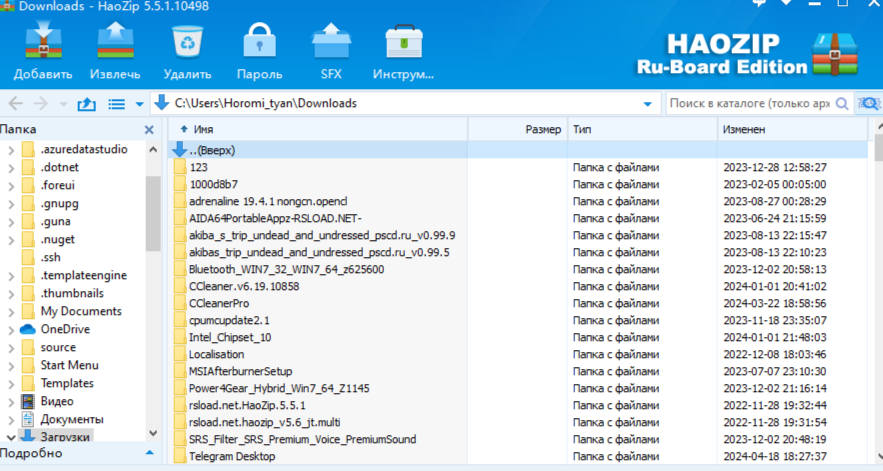 Downloads - HaoZip 5.5.1.10498
Добавить Извлечь Удалить Пароль SFX Инструм...
HAOZIP
Ru-Board Edition
C:\Users\Horomi_tyan\Downloads Поиск в каталоге (только арх
Папка
.azuredatastudio
.dotnet
.foreui
.gnupg
.guna
.nuget
.ssh
.templateengine
.thumbnails
My Documents
OneDrive
source
Start Menu
Templates
Видео
Документы
Загрузки
Подробно
Имя Размер Тип Изменен
..(Вверх)
123 Папка с файлами 2023-12-28 12:58:27
1000d8b7 Папка с файлами 2023-02-05 00:05:00
adrenaline 19.4.1 nongcn.opencl Папка с файлами 2023-08-27 00:28:29
AIDA64PortableAppz-RSLOAD.NET- Папка с файлами 2023-06-24 21:15:59
akiba_s_trip_undead_and_undressed_pscd.ru_v0.99.9 Папка с файлами 2023-08-13 22:15:47
akibas_trip_undead_and_undressed_pscd.ru_v0.99.5 Папка с файлами 2023-08-13 22:10:23
Bluetooth_WIN7_32_WIN7_64_z625600 Папка с файлами 2023-12-02 20:58:13
CCleaner.v6.19.10858 Папка с файлами 2024-01-01 20:41:02
CCleanerPro Папка с файлами 2024-03-22 18:58:56
cpumcupdate2.1 Папка с файлами 2023-11-18 23:35:07
Intel_Chipset_10 Папка с файлами 2024-01-01 21:48:03
Localisation Папка с файлами 2022-12-08 18:03:46
MSIAfterburnerSetup Папка с файлами 2023-07-07 23:10:30
Power4Gear_Hybrid_Win7_64_Z1145 Папка с файлами 2023-12-02 21:16:14
rsload.net.HaoZip.5.5.1 Папка с файлами 2022-11-28 19:32:44
rsload.net.haozip_v5.6_jt.multi Папка с файлами 2022-11-28 19:31:54
SRS_Filter_SRS_Premium_Voice_PremiumSound Папка с файлами 2023-12-02 20:48:19
Telegram Desktop Папка с файлами 2024-04-18 18:27:37